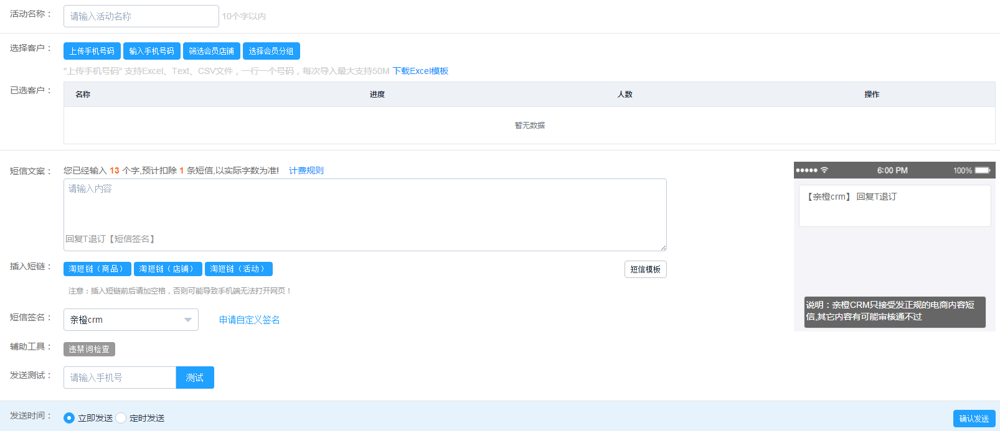 活动名称：
请输入活动名称
10个字以内
选择客户：
上传手机号码 输入手机号码 筛选会员店铺 选择会员分组
"上传手机号码" 支持Excel、Text、CSV文件，一行一个号码，每次导入最大支持50M 下载Excel模板
已选客户：
名称 进度 人数 操作
暂无数据
短信文案：
您已经输入 13 个字,预计扣除 1 条短信,以实际字数为准! 计费规则
请输入内容
回复T退订【短信签名】
6:00 PM 100%
【亲橙crm】 回复T退订
说明：亲橙CRM只接受发正规的电商内容短
信,其它内容有可能审核通不过
插入短链：
淘短链（商品） 淘短链（店铺） 淘短链（活动） 短信模板
注意：插入短链前后请加空格，否则可能导致手机端无法打开网页！
短信签名：
亲橙crm 申请自定义签名
辅助工具：
违禁词检查
发送测试：
请输入手机号 测试
发送时间：
立即发送 定时发送 确认发送